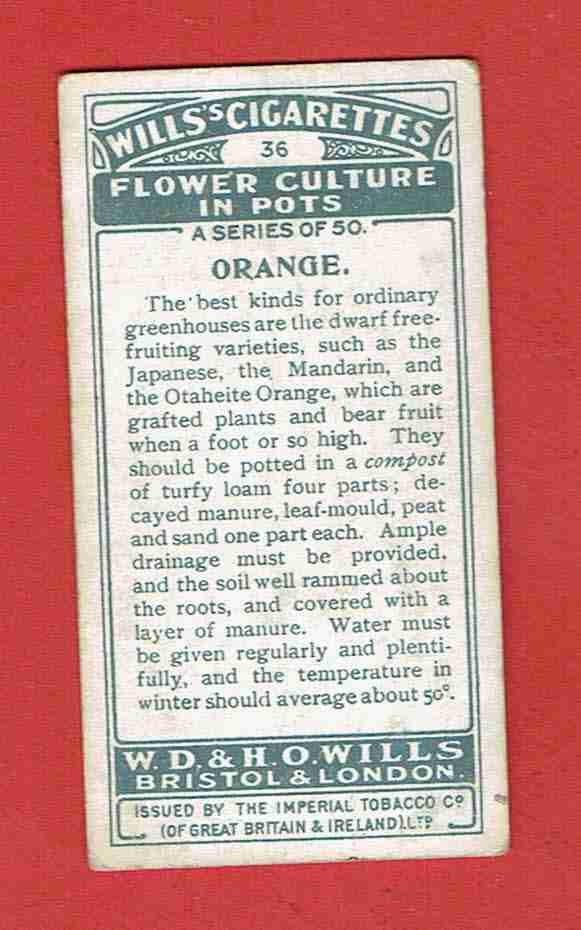 WILLS'S CIGARETTES
36
FLOWER CULTURE
IN POTS
A SERIES OF 50.
ORANGE.
The best kinds for ordinary
greenhouses are the dwarf free-
fruiting varieties, such as the
Japanese, the Mandarin, and
the Otaheite Orange, which are
grafted plants and bear fruit
when a foot or so high. They
should be potted in a compost
of turfy loam four parts; de-
cayed manure, leaf-mould, peat
and sand one part each. Ample
drainage must be provided,
and the soil well rammed about
the roots, and covered with a
layer of manure. Water must
be given regularly and plenti-
fully, and the temperature in
winter should average about 50°.
W. D. & H. O. WILLS
BRISTOL & LONDON.
ISSUED BY THE IMPERIAL TOBACCO Co
(OF GREAT BRITAIN & IRELAND), LTD